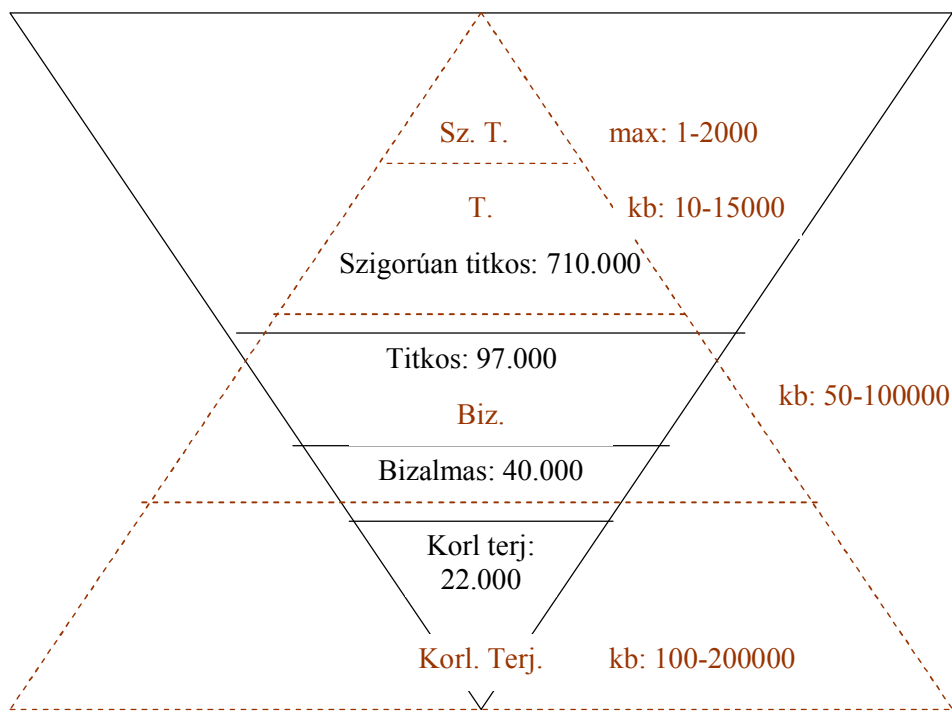 Sz. T. max: 1-2000
T. kb: 10-15000
Szigorúan titkos: 710.000
Titkos: 97.000
kb: 50-100000
Biz.
Bizalmas: 40.000
Korl terj:
22.000
Korl. Terj. kb: 100-200000